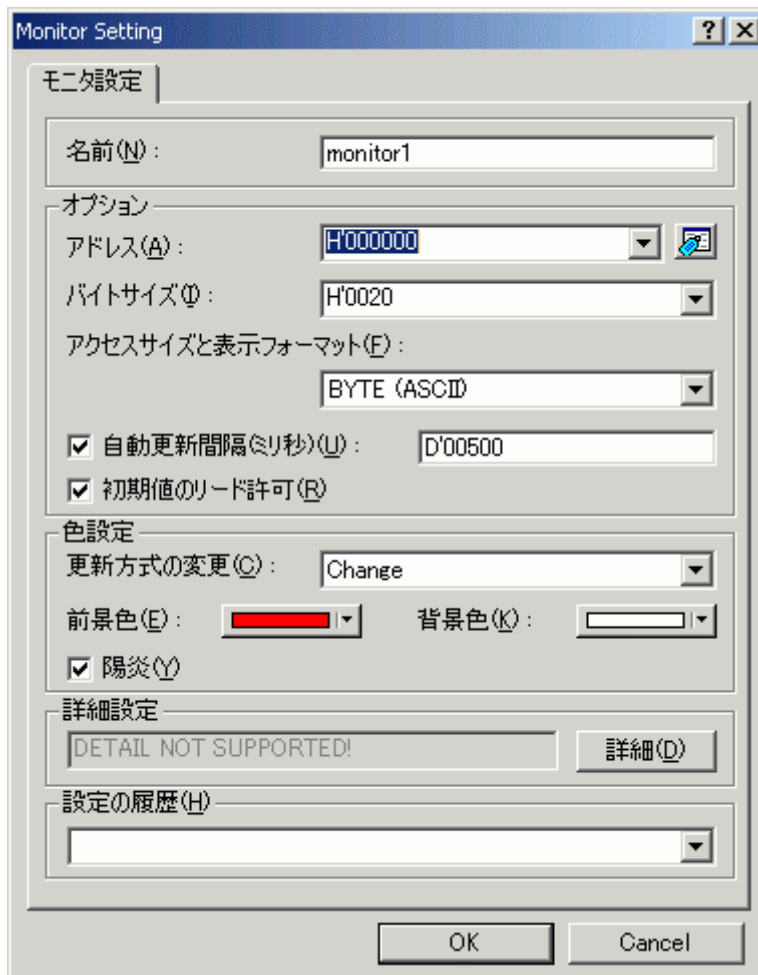 Monitor Setting
モニタ設定
名前(N) : monitor1
オプション
アドレス(A) : H'000000
バイトサイズ(I) : H'0020
アクセスサイズと表示フォーマット(F) :
BYTE (ASCII)
自動更新間隔(ミリ秒)(U) : D'00500
初期値のリード許可(R)
色設定
更新方式の変更(C) : Change
前景色(E) : 背景色(K) :
陽炎(Y)
詳細設定
DETAIL NOT SUPPORTED! 詳細(D)
設定の履歴(H)
OK Cancel